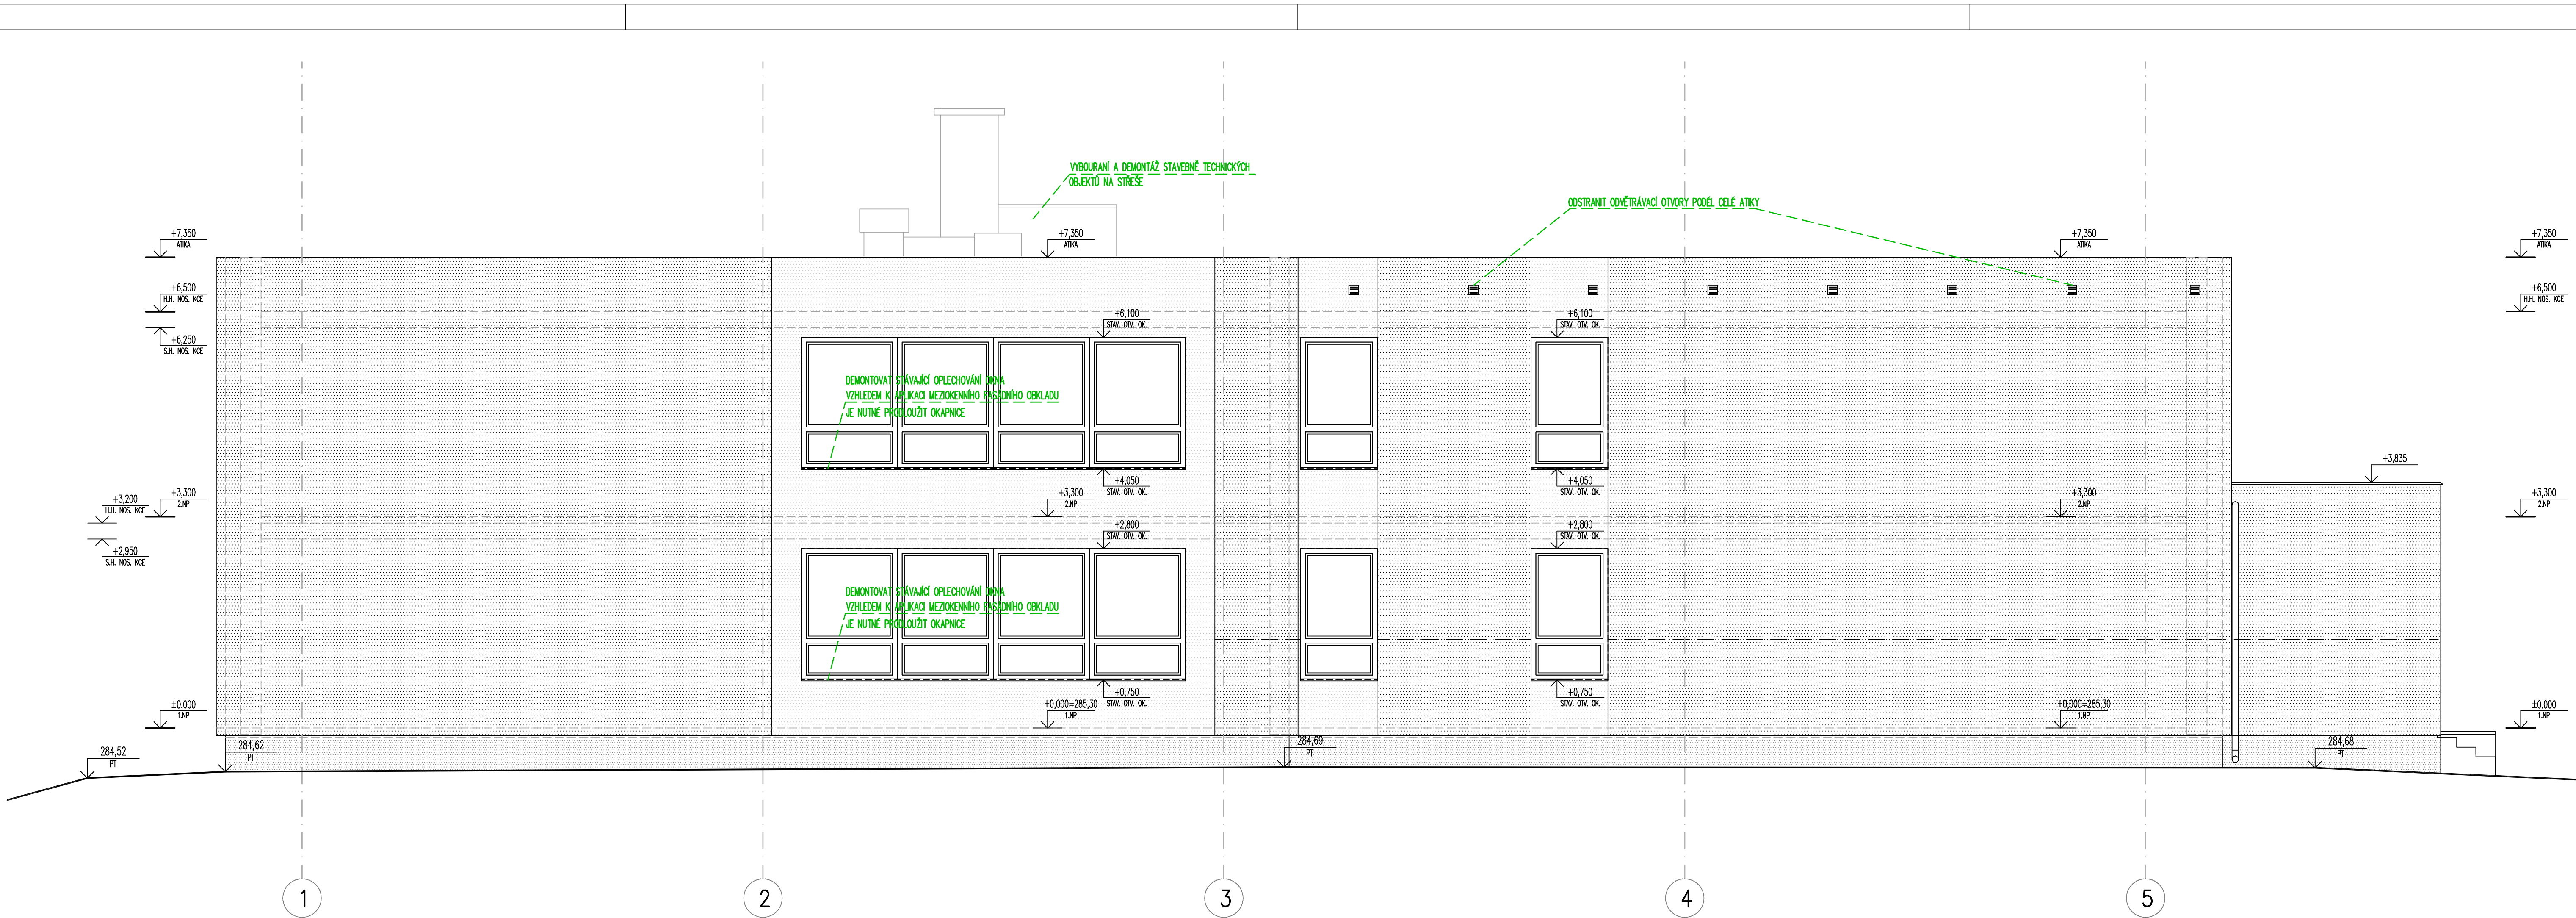 VYBOURANÍ A DEMONTÁŽ STAVEBNĚ TECHNICKÝCH
OBJEKTŮ NA STŘEŠE
ODSTRANIT ODVĚTRÁVACÍ OTVORY PODÉL CELÉ ATIKY
+7,350
ATIKA
+7,350
ATIKA
+7,350
ATIKA
+7,350
ATIKA
+6,500
H.H. NOS. KCE
+6,500
H.H. NOS. KCE
+6,250
S.H. NOS. KCE
+6,100
STAV. OTV. OK.
+6,100
STAV. OTV. OK.
DEMONTOVAT STÁVAJÍCÍ OPLECHOVÁNÍ OKNA
VZHLEDEM K APLIKACI MEZIOKENNÍHO FASÁDNÍHO OBKLADU
JE NUTNÉ PRODLOUŽIT OKAPNICE
+3,835
+4,050
STAV. OTV. OK.
+4,050
STAV. OTV. OK.
+3,200
H.H. NOS. KCE
+3,300
2.NP
+3,300
2.NP
+3,300
2.NP
+3,300
2.NP
+2,950
S.H. NOS. KCE
+2,800
STAV. OTV. OK.
+2,800
STAV. OTV. OK.
DEMONTOVAT STÁVAJÍCÍ OPLECHOVÁNÍ OKNA
VZHLEDEM K APLIKACI MEZIOKENNÍHO FASÁDNÍHO OBKLADU
JE NUTNÉ PRODLOUŽIT OKAPNICE
+0,750
STAV. OTV. OK.
+0,750
STAV. OTV. OK.
±0.000
1.NP
±0,000=285,30
1.NP
±0,000=285,30
1.NP
±0.000
1.NP
284,52
PT
284,62
PT
284,69
284,68
PT
1
2
3
4
5